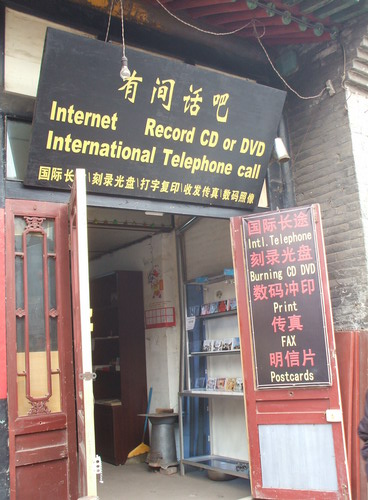 有间话吧
Internet Record CD or DVD
International Telephone call
国际长途\刻录光盘\打字复印\收发传真\数码图像
国际长途
Intl.Telephone
刻录光盘
Burning CD DVD
数码冲印
Print
传真
FAX
明信片
Postcards